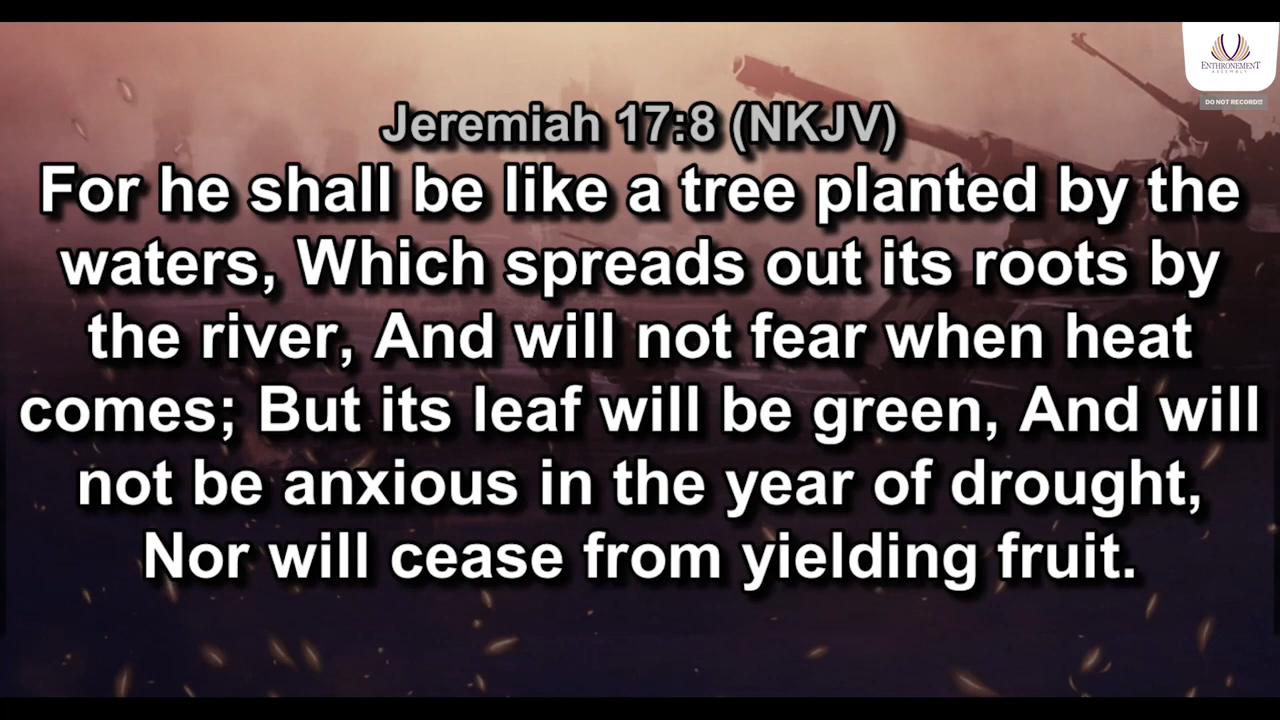 ENTHRONEMENT
ASSEMBLY
DO NOT RECORD!!!
Jeremiah 17:8 (NKJV)
For he shall be like a tree planted by the
waters, Which spreads out its roots by
the river, And will not fear when heat
comes; But its leaf will be green, And will
not be anxious in the year of drought,
Nor will cease from yielding fruit.